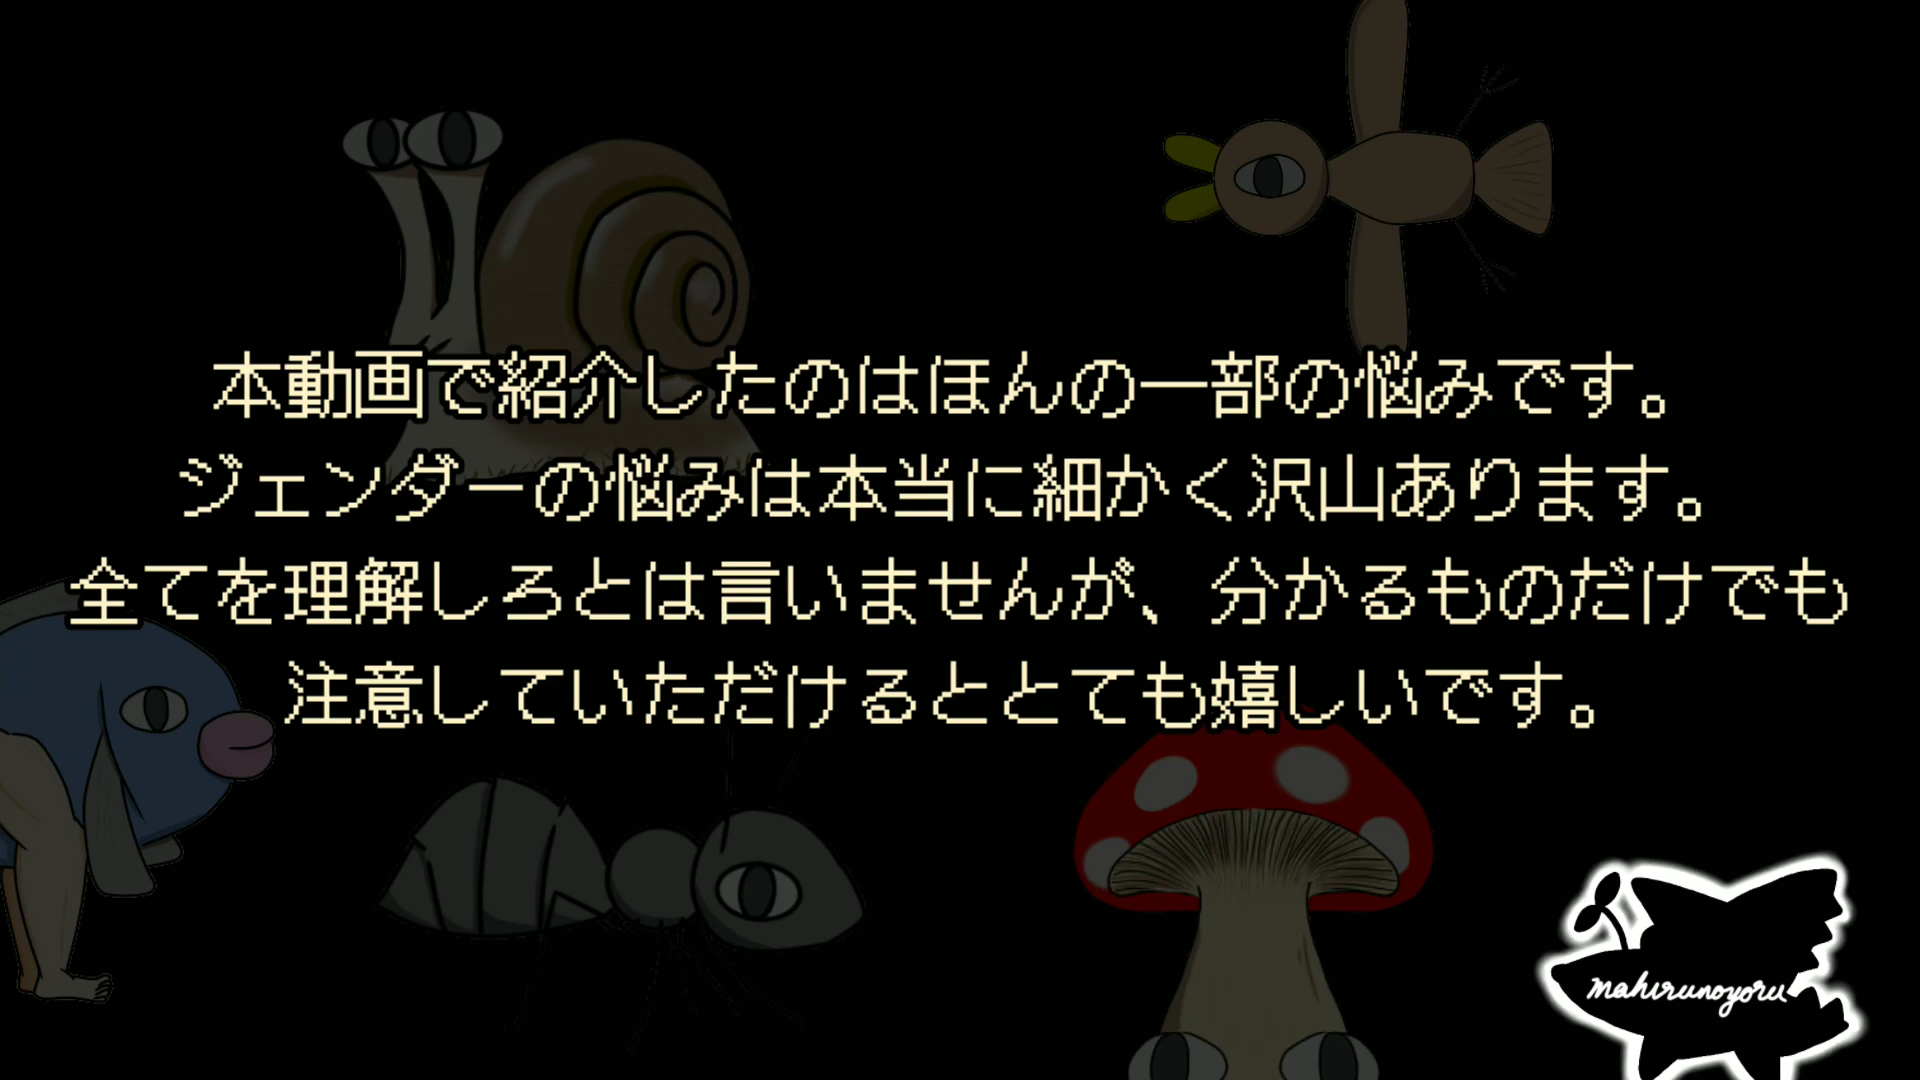 本動画で紹介したのはほんの一部の悩みです。
ジェンダーの悩みは本当に細かく沢山あります。
全てを理解しろとは言いませんが、分かるものだけでも
注意していただけるととても嬉しいです。
mahirunoyoru